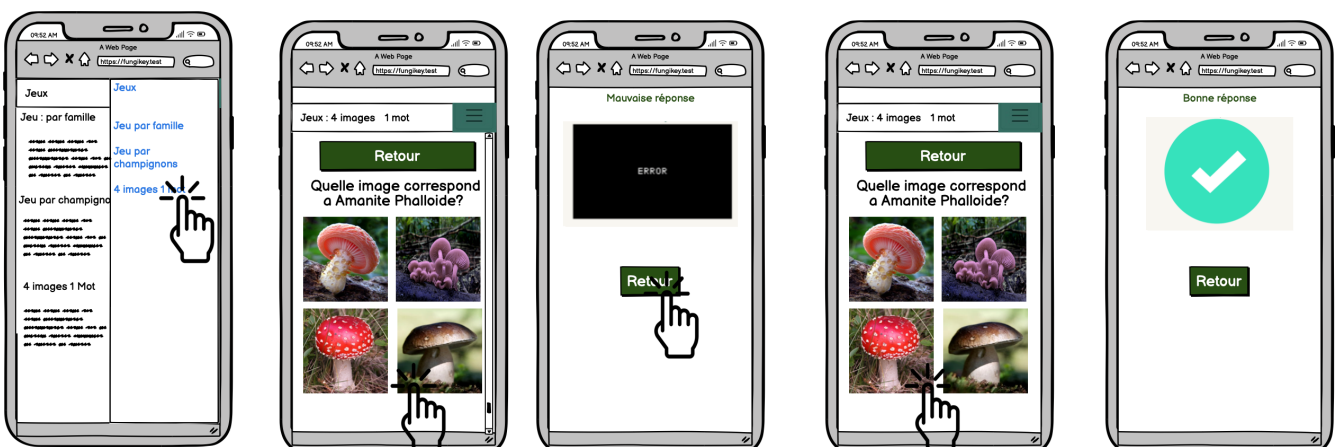 09:52 AM
A Web Page
https://fungikey.test
Jeux
Jeu : par famille
Jeu par champigno
4 images 1 Mot
Jeux
Jeu par famille
Jeu par
champignons
4 images 1 mot
09:52 AM
A Web Page
https://fungikey.test
Jeux : 4 images 1 mot
Retour
Quelle image correspond
a Amanite Phalloide?
09:52 AM
A Web Page
https://fungikey.test
Mauvaise réponse
ERROR
Retour
09:52 AM
A Web Page
https://fungikey.test
Jeux : 4 images 1 mot
Retour
Quelle image correspond
a Amanite Phalloide?
09:52 AM
A Web Page
https://fungikey.test
Bonne réponse
Retour